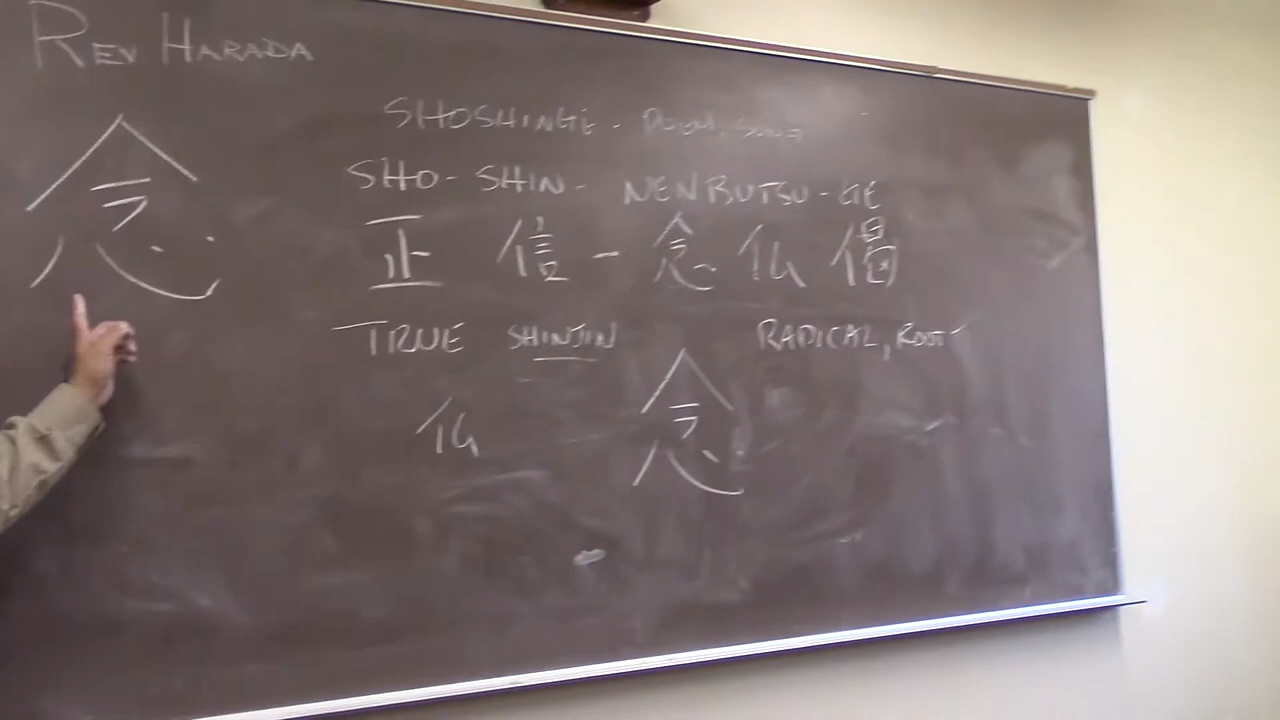 REV HARADA
念
SHOSHINGE - POEM, SONG
SHO-SHIN- NENBUTSU-GE
正 信 - 念 仏 偈
TRUE SHINJIN RADICAL, ROOT
仏 念